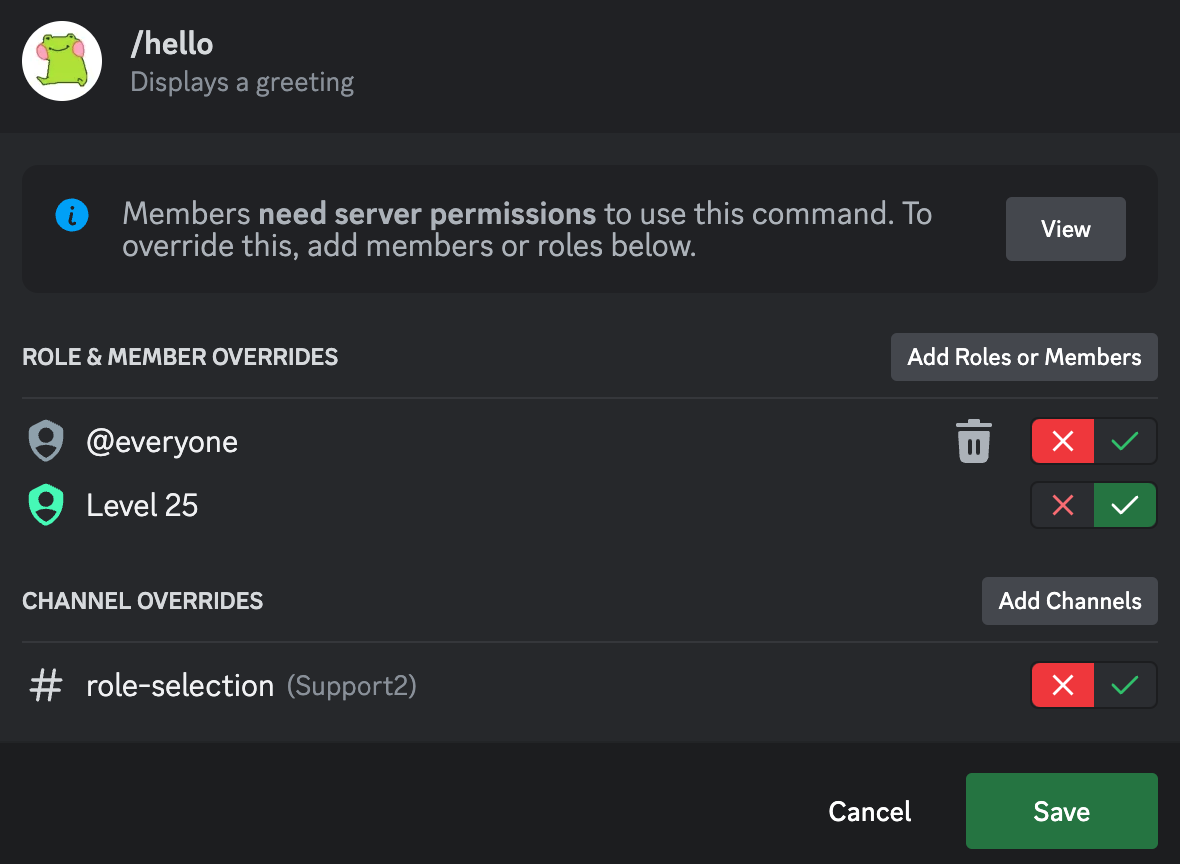 /hello
Displays a greeting
Members need server permissions to use this command. To
override this, add members or roles below.
View
ROLE & MEMBER OVERRIDES
Add Roles or Members
@everyone
Level 25
CHANNEL OVERRIDES
Add Channels
role-selection (Support2)
Cancel
Save